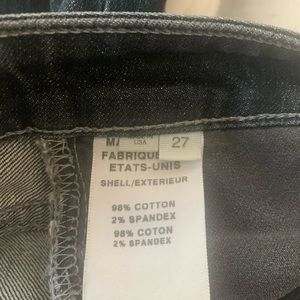 USA
27
FABRIQUE
ETATS-UNIS
SHELL/EXTERIEUR
98% COTTON
2% SPANDEX
98% COTON
2% SPANDEX